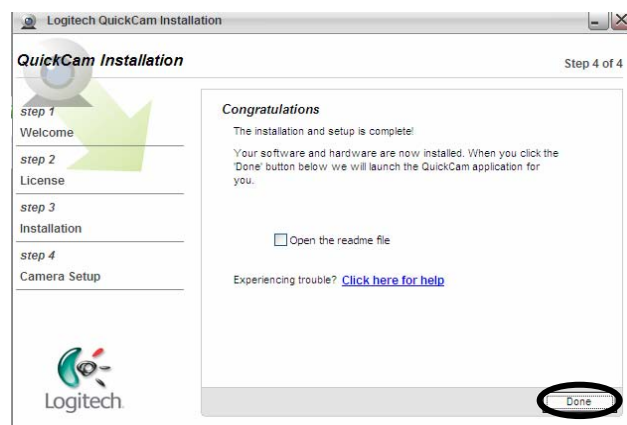 Logitech QuickCam Installation
QuickCam Installation
Step 4 of 4
step 1
Welcome
step 2
License
step 3
Installation
step 4
Camera Setup
Congratulations
The installation and setup is complete!
Your software and hardware are now installed. When you click the
'Done' button below we will launch the QuickCam application for
you.
Open the readme file
Experiencing trouble? Click here for help
Logitech
Done